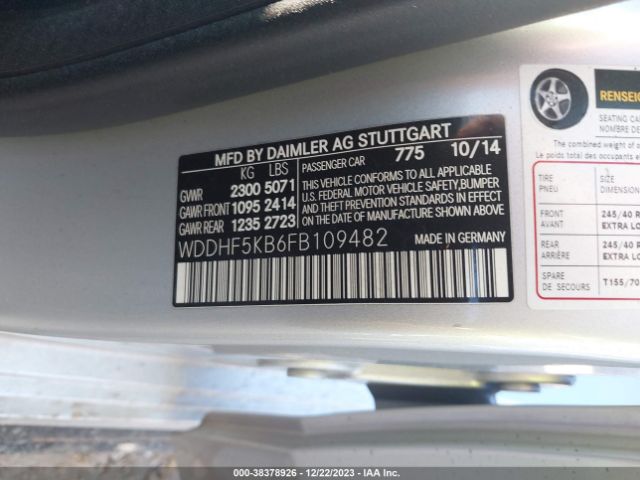 MFD BY DAIMLER AG STUTTGART
KG LBS
PASSENGER CAR 775 10/14
GVWR 2300 5071
GAWR FRONT 1095 2414
GAWR REAR 1235 2723
THIS VEHICLE CONFORMS TO ALL APPLICABLE
U.S. FEDERAL MOTOR VEHICLE SAFETY, BUMPER
AND THEFT PREVENTION STANDARDS IN EFFECT
ON THE DATE OF MANUFACTURE SHOWN ABOVE.
WDDHF5KB6FB109482 MADE IN GERMANY
RENSEIG
SEATING CA
NOMBRE DE
The combined weight of
Le poids total des occupants e
TIRE SIZE
PNEU DIMENSION
FRONT 245/40 R
AVANT EXTRA LO
REAR 245/40 R
ARRIÈRE EXTRA LO
SPARE T155/70
DE SECOURS
000-38378926 - 12/22/2023 - IAA Inc.